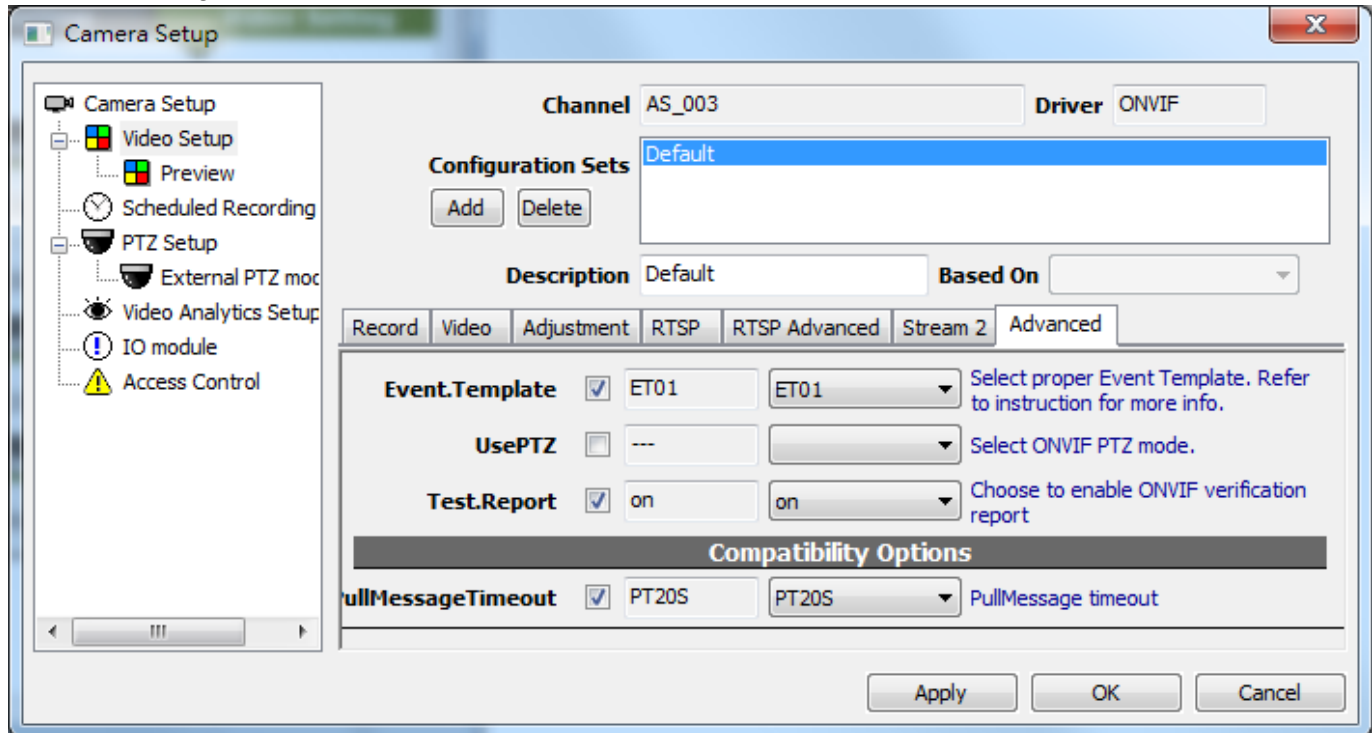 Camera Setup
Camera Setup
Video Setup
Preview
Scheduled Recording
PTZ Setup
External PTZ moc
Video Analytics Setup
IO module
Access Control
Channel AS_003 Driver ONVIF
Configuration Sets Default
Add Delete
Description Default Based On
Record Video Adjustment RTSP RTSP Advanced Stream 2 Advanced
Event.Template ET01 ET01 Select proper Event Template. Refer
to instruction for more info.
UsePTZ --- Select ONVIF PTZ mode.
Test.Report on on Choose to enable ONVIF verification
report
Compatibility Options
ullMessageTimeout PT20S PT20S PullMessage timeout
Apply OK Cancel